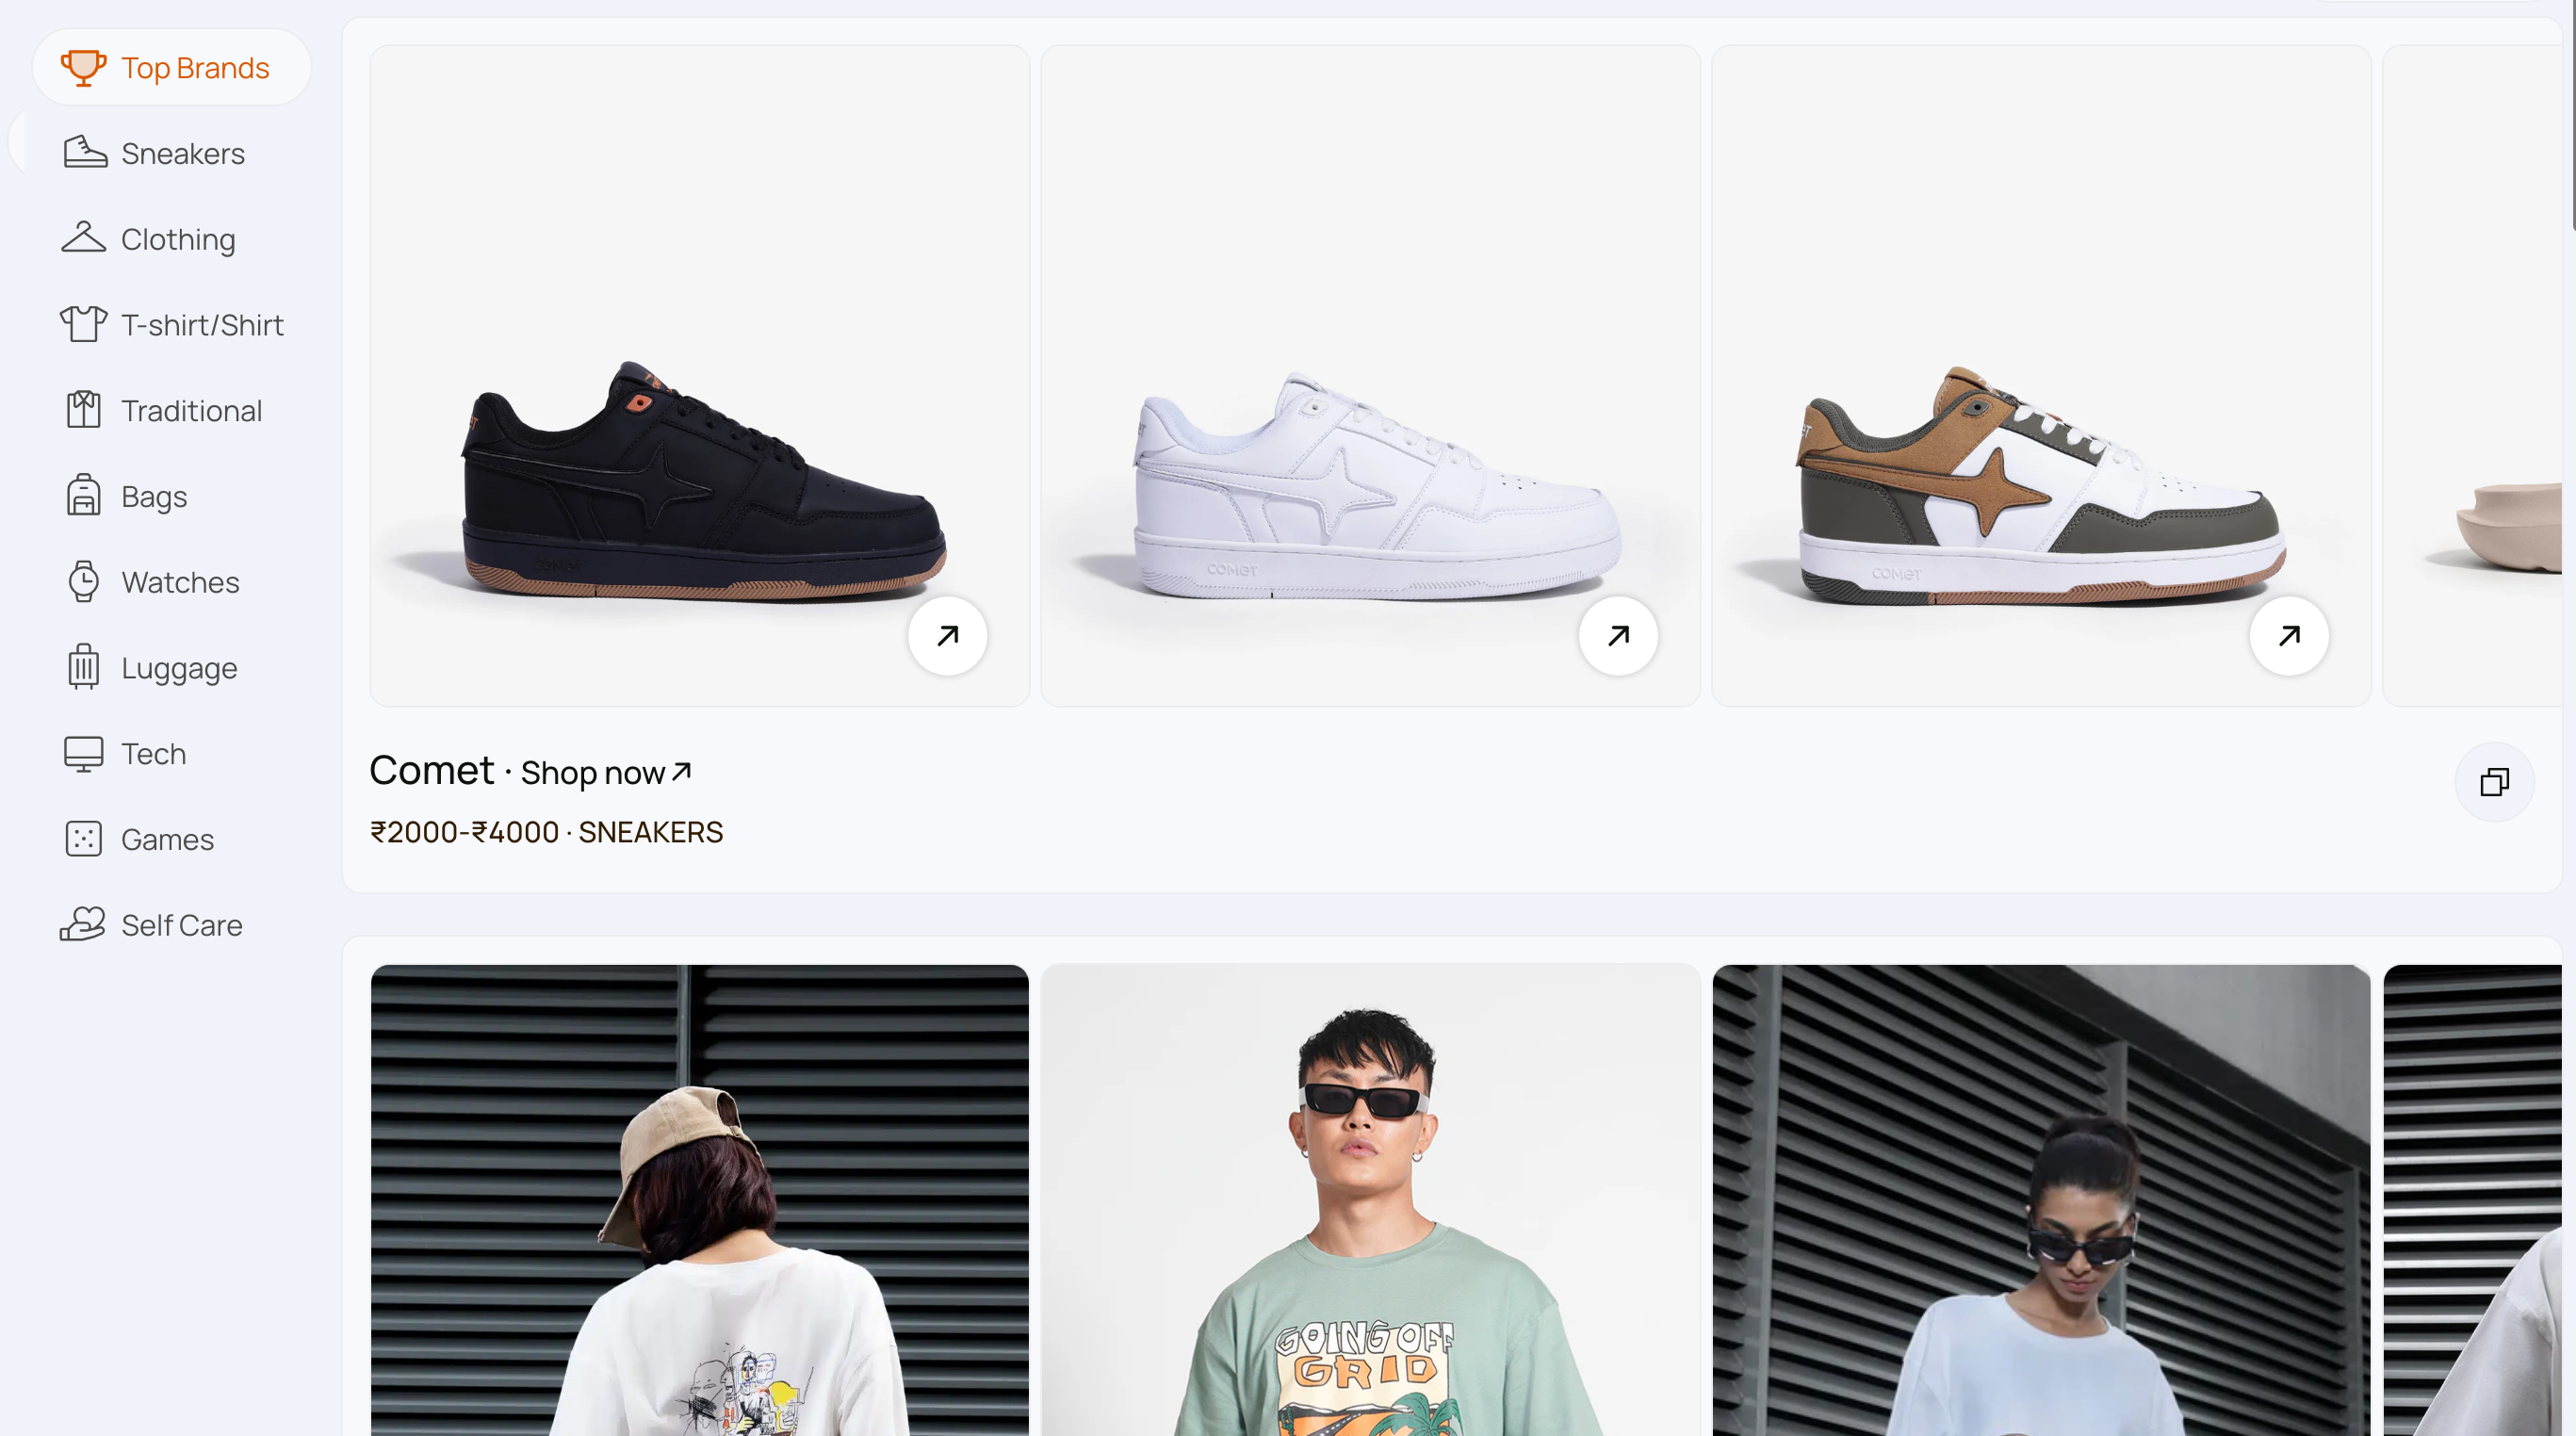 Top Brands
Sneakers
Clothing
T-shirt/Shirt
Traditional
Bags
Watches
Luggage
Tech
Games
Self Care
COMET
COMET
COMET
Comet · Shop now
₹2000-₹4000 · SNEAKERS
GOING OFF
GRID